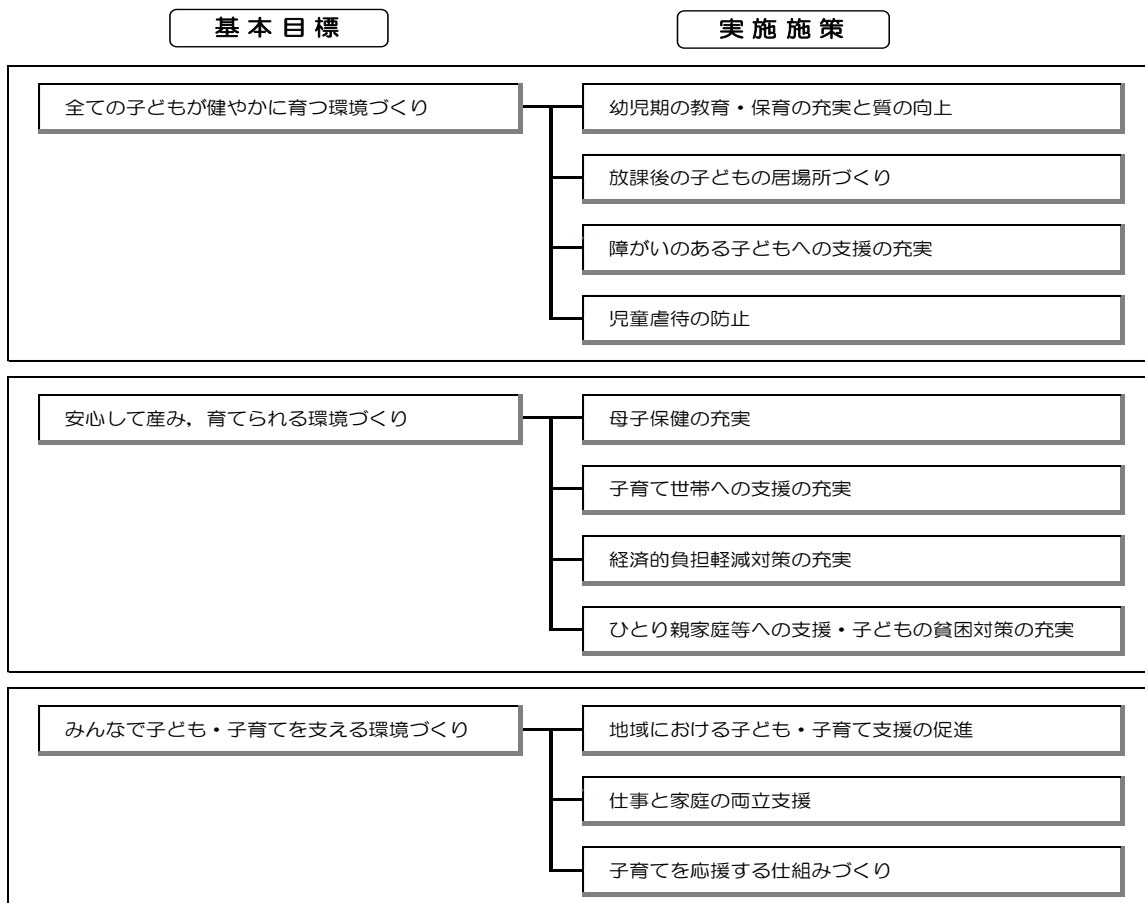 基本目標
実施施策
全ての子どもが健やかに育つ環境づくり
幼児期の教育・保育の充実と質の向上
放課後の子どもの居場所づくり
障がいのある子どもへの支援の充実
児童虐待の防止
安心して産み，育てられる環境づくり
母子保健の充実
子育て世帯への支援の充実
経済的負担軽減対策の充実
ひとり親家庭等への支援・子どもの貧困対策の充実
みんなで子ども・子育てを支える環境づくり
地域における子ども・子育て支援の促進
仕事と家庭の両立支援
子育てを応援する仕組みづくり